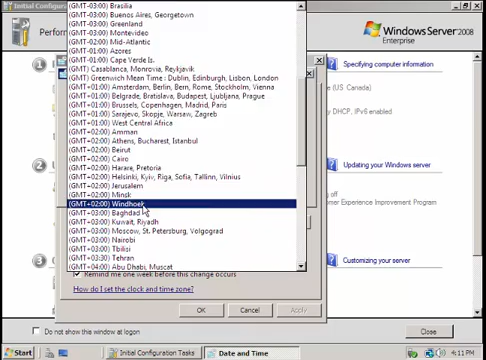 Initial Configura
(GMT-03:00) Brasilia
(GMT-03:00) Buenos Aires, Georgetown
(GMT-03:00) Greenland
(GMT-03:00) Montevideo
(GMT-02:00) Mid-Atlantic
(GMT-01:00) Azores
(GMT-01:00) Cape Verde Is.
(GMT) Casablanca, Monrovia, Reykjavik
(GMT) Greenwich Mean Time : Dublin, Edinburgh, Lisbon, London
(GMT+01:00) Amsterdam, Berlin, Bern, Rome, Stockholm, Vienna
(GMT+01:00) Belgrade, Bratislava, Budapest, Ljubljana, Prague
(GMT+01:00) Brussels, Copenhagen, Madrid, Paris
(GMT+01:00) Sarajevo, Skopje, Warsaw, Zagreb
(GMT+01:00) West Central Africa
(GMT+02:00) Amman
(GMT+02:00) Athens, Bucharest, Istanbul
(GMT+02:00) Beirut
(GMT+02:00) Cairo
(GMT+02:00) Harare, Pretoria
(GMT+02:00) Helsinki, Kyiv, Riga, Sofia, Tallinn, Vilnius
(GMT+02:00) Jerusalem
(GMT+02:00) Minsk
(GMT+02:00) Windhoek
(GMT+03:00) Baghdad
(GMT+03:00) Kuwait, Riyadh
(GMT+03:00) Moscow, St. Petersburg, Volgograd
(GMT+03:00) Nairobi
(GMT+03:00) Tbilisi
(GMT+03:30) Tehran
(GMT+04:00) Abu Dhabi, Muscat
Perfor
Windows Server 2008
Enterprise
1
Specifying computer information
US Canada)
y DHCP, IPv6 enabled
2
Updating your Windows server
off
omer Experience Improvement Program
3
Customizing your server
Remind me one week before this change occurs
How do I set the clock and time zone?
OK
Cancel
Apply
Do not show this window at logon
Close
Start
Initial Configuration Tasks
Date and Time
4:11 PM